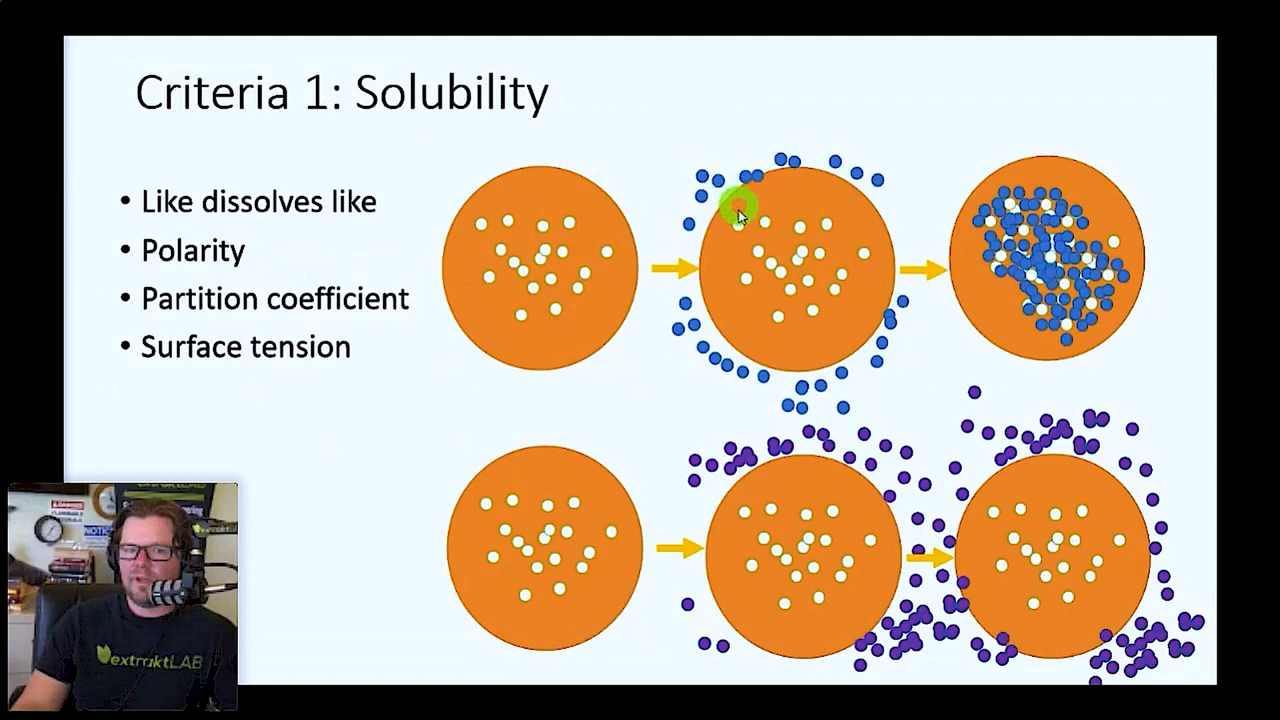 Criteria 1: Solubility
• Like dissolves like
• Polarity
• Partition coefficient
• Surface tension
extraktLAB